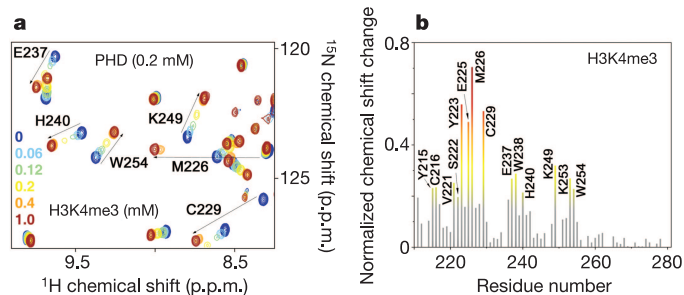 a
E237
PHD (0.2 mM)
120
H240
K249
W254
M226
0
0.06
0.12
0.2
0.4
1.0
H3K4me3 (mM)
C229
125
9.5
8.5
¹H chemical shift (p.p.m.)
¹⁵N chemical shift (p.p.m.)
b
H3K4me3
0.8
0.4
0
Normalized chemical shift change
Y215
C216
V221
S222
Y223
E225
M226
C229
E237
W238
H240
K249
K253
W254
220
240
260
280
Residue number